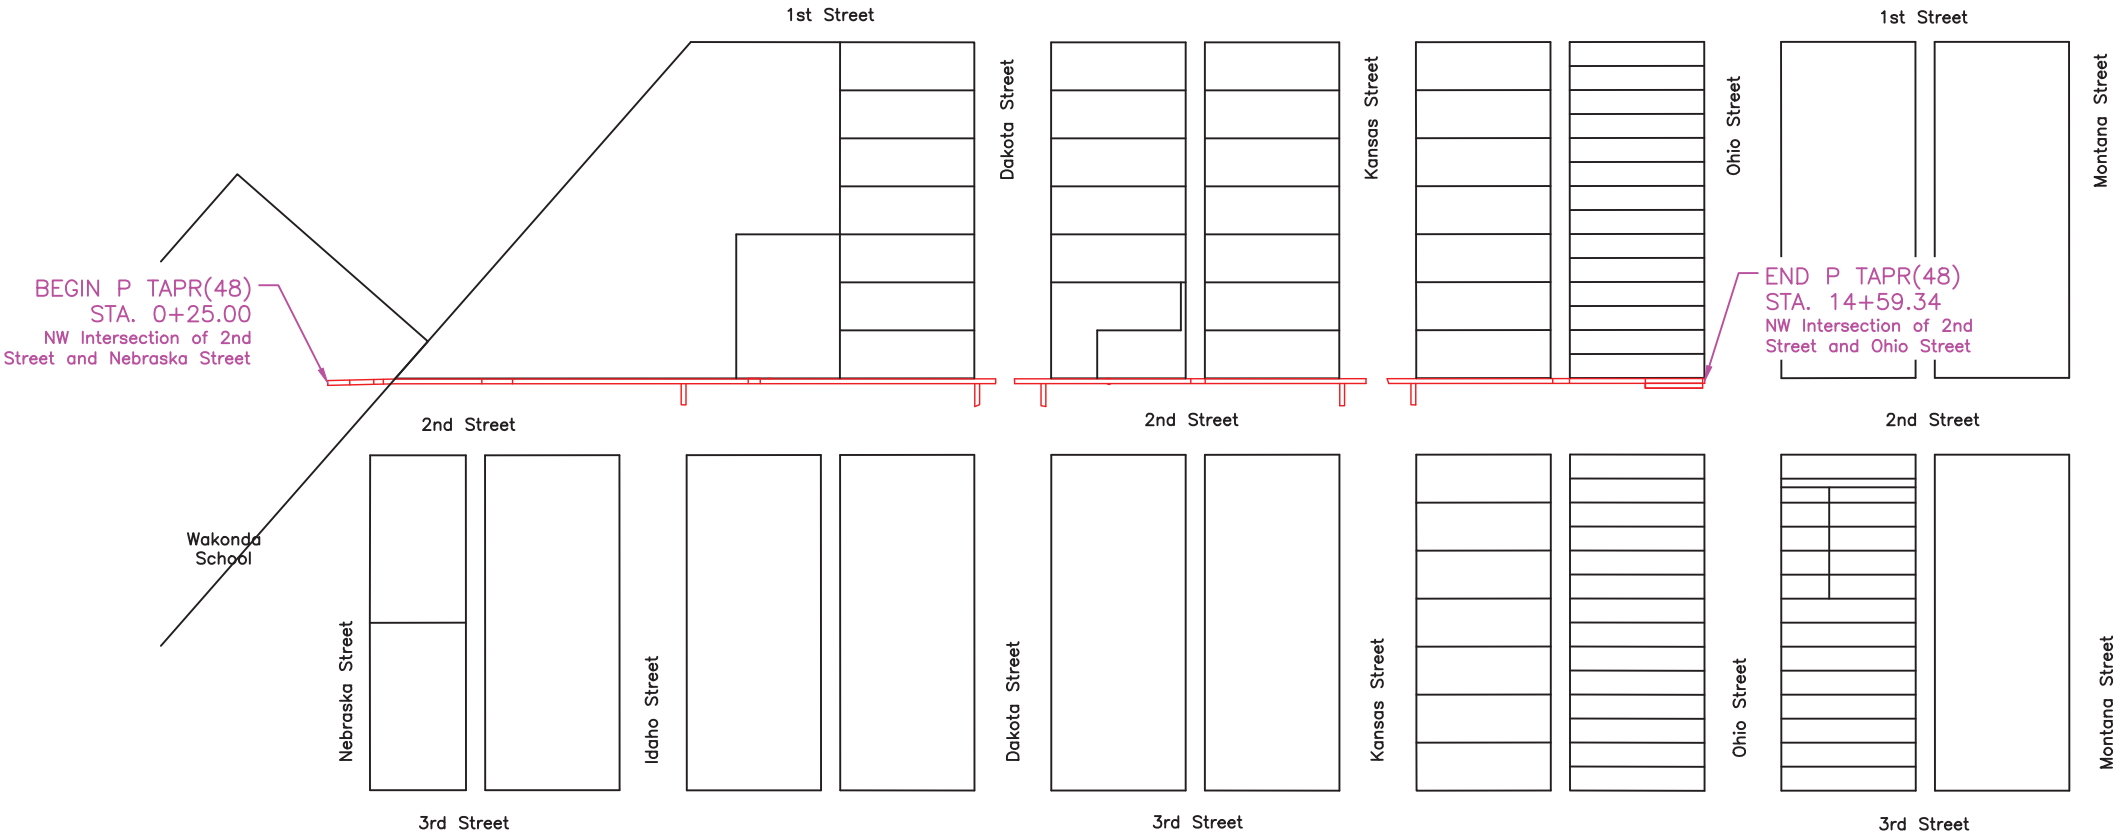 1st Street
1st Street
Dakota Street
Kansas Street
Ohio Street
Montana Street
BEGIN P TAPR(48)
STA. 0+25.00
NW Intersection of 2nd
Street and Nebraska Street
END P TAPR(48)
STA. 14+59.34
NW Intersection of 2nd
Street and Ohio Street
2nd Street
2nd Street
2nd Street
Wakonda
School
Nebraska Street
Idaho Street
Dakota Street
Kansas Street
Ohio Street
Montana Street
3rd Street
3rd Street
3rd Street